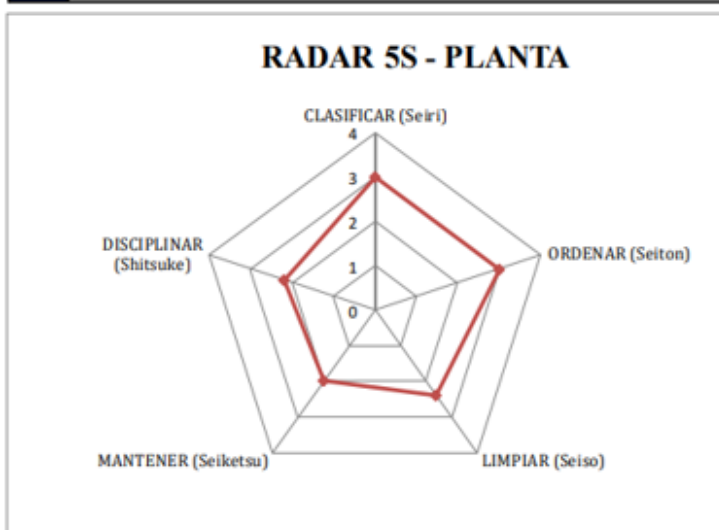 RADAR 5S - PLANTA
CLASIFICAR (Seiri)
4
3
2
1
0
DISCIPLINAR
(Shitsuke)
ORDENAR (Seiton)
MANTENER (Seiketsu)
LIMPIAR (Seiso)